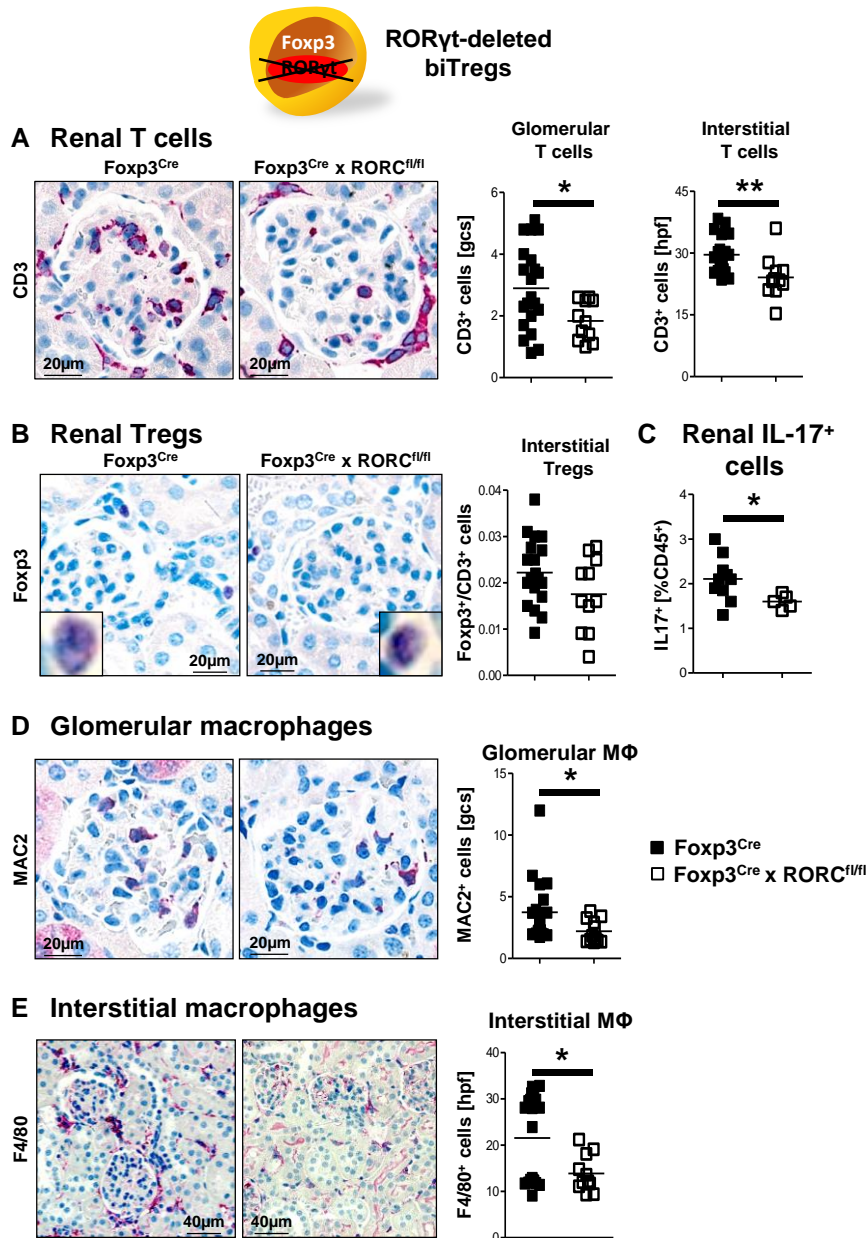 Foxp3
RORγt
RORγt-deleted
biTregs
A Renal T cells
Foxp3Cre
Foxp3Cre x RORCfl/fl
CD3
20µm
20µm
Glomerular
T cells
*
CD3+ cells [gcs]
6
4
2
0
Interstitial
T cells
**
CD3+ cells [hpf]
45
30
15
0
B Renal Tregs
Foxp3Cre
Foxp3Cre x RORCfl/fl
Foxp3
20µm
20µm
Interstitial
Tregs
Foxp3+/CD3+ cells
0.04
0.03
0.02
0.01
0.00
C Renal IL-17+
cells
*
IL17+ [%CD45+)
4
3
2
1
0
D Glomerular macrophages
MAC2
20µm
20µm
Glomerular MΦ
*
MAC2+ cells [gcs]
15
10
5
0
Foxp3Cre
Foxp3Cre x RORCfl/fl
E Interstitial macrophages
F4/80
40µm
40µm
Interstitial MΦ
*
F4/80+ cells [hpf]
40
30
20
10
0